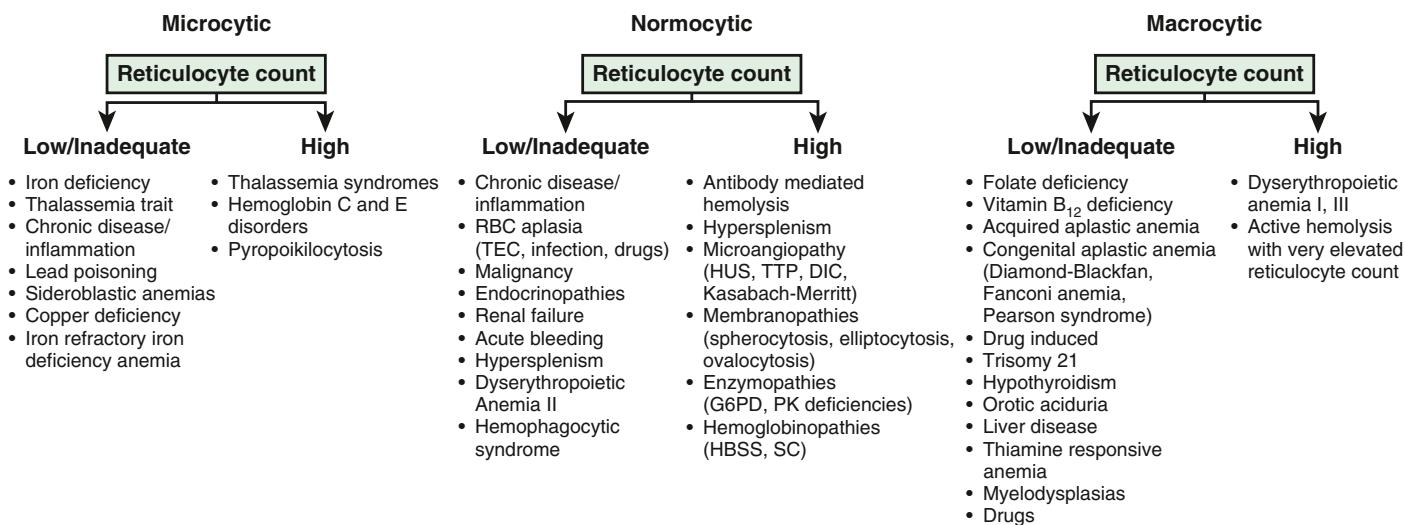 Microcytic
Reticulocyte count
Low/Inadequate
• Iron deficiency
• Thalassemia trait
• Chronic disease/
inflammation
• Lead poisoning
• Sideroblastic anemias
• Copper deficiency
• Iron refractory iron
deficiency anemia
High
• Thalassemia syndromes
• Hemoglobin C and E
disorders
• Pyropoikilocytosis
Normocytic
Reticulocyte count
Low/Inadequate
• Chronic disease/
inflammation
• RBC aplasia
(TEC, infection, drugs)
• Malignancy
• Endocrinopathies
• Renal failure
• Acute bleeding
• Hypersplenism
• Dyserythropoietic
Anemia II
• Hemophagocytic
syndrome
High
• Antibody mediated
hemolysis
• Hypersplenism
• Microangiopathy
(HUS, TTP, DIC,
Kasabach-Merritt)
• Membranopathies
(spherocytosis, elliptocytosis,
ovalocytosis)
• Enzymopathies
(G6PD, PK deficiencies)
• Hemoglobinopathies
(HBSS, SC)
Macrocytic
Reticulocyte count
Low/Inadequate
• Folate deficiency
• Vitamin B12 deficiency
• Acquired aplastic anemia
• Congenital aplastic anemia
(Diamond-Blackfan,
Fanconi anemia,
Pearson syndrome)
• Drug induced
• Trisomy 21
• Hypothyroidism
• Orotic aciduria
• Liver disease
• Thiamine responsive
anemia
• Myelodysplasias
• Drugs
High
• Dyserythropoietic
anemia I, III
• Active hemolysis
with very elevated
reticulocyte count